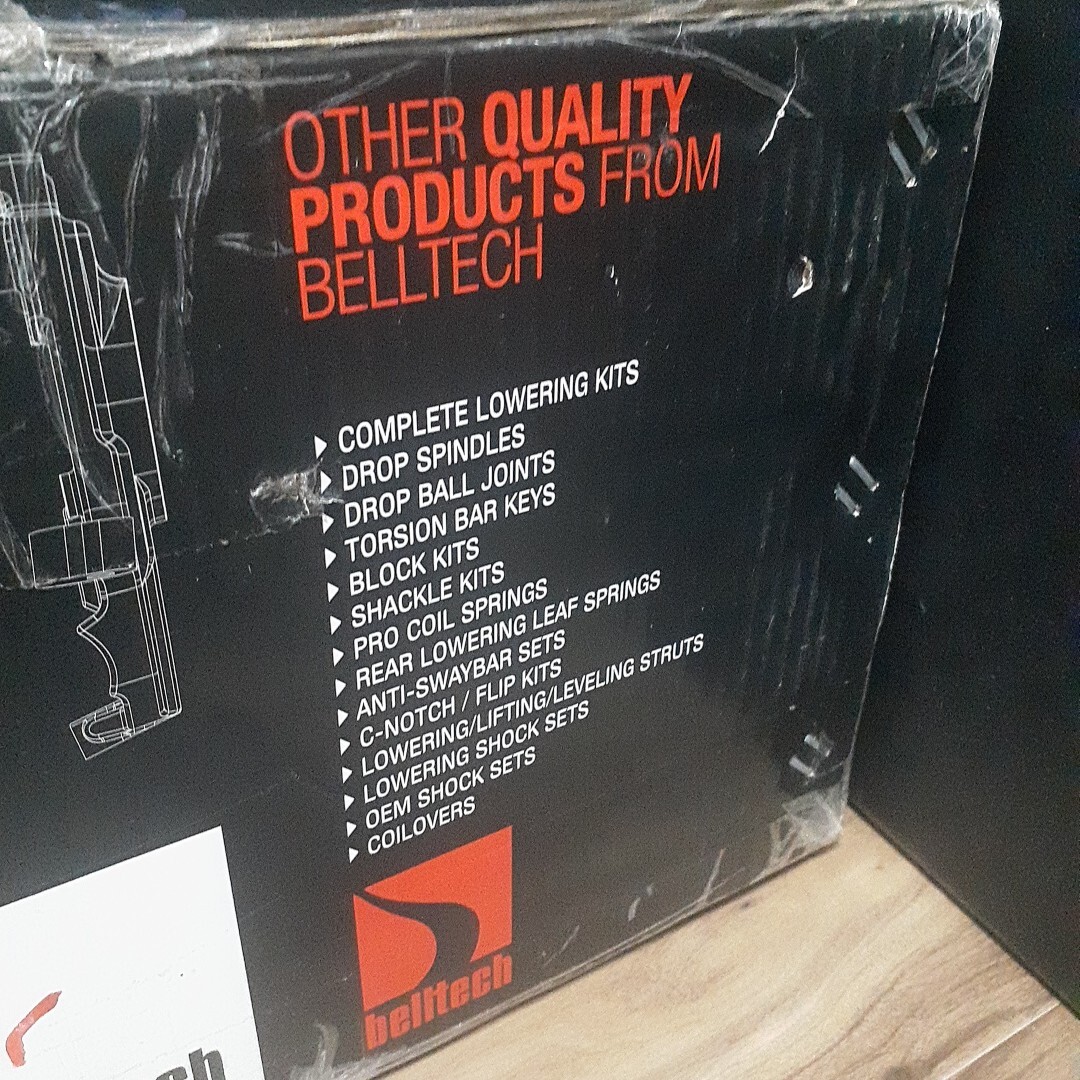 OTHER QUALITY
PRODUCTS FROM
BELLTECH
COMPLETE LOWERING KITS
DROP SPINDLES
DROP BALL JOINTS
TORSION BAR KEYS
BLOCK KITS
SHACKLE KITS
PRO COIL SPRINGS
REAR LOWERING LEAF SPRINGS
ANTI-SWAYBAR SETS
C-NOTCH / FLIP KITS
LOWERING/LIFTING/LEVELING STRUTS
LOWERING SHOCK SETS
OEM SHOCK SETS
COILOVERS
belltech